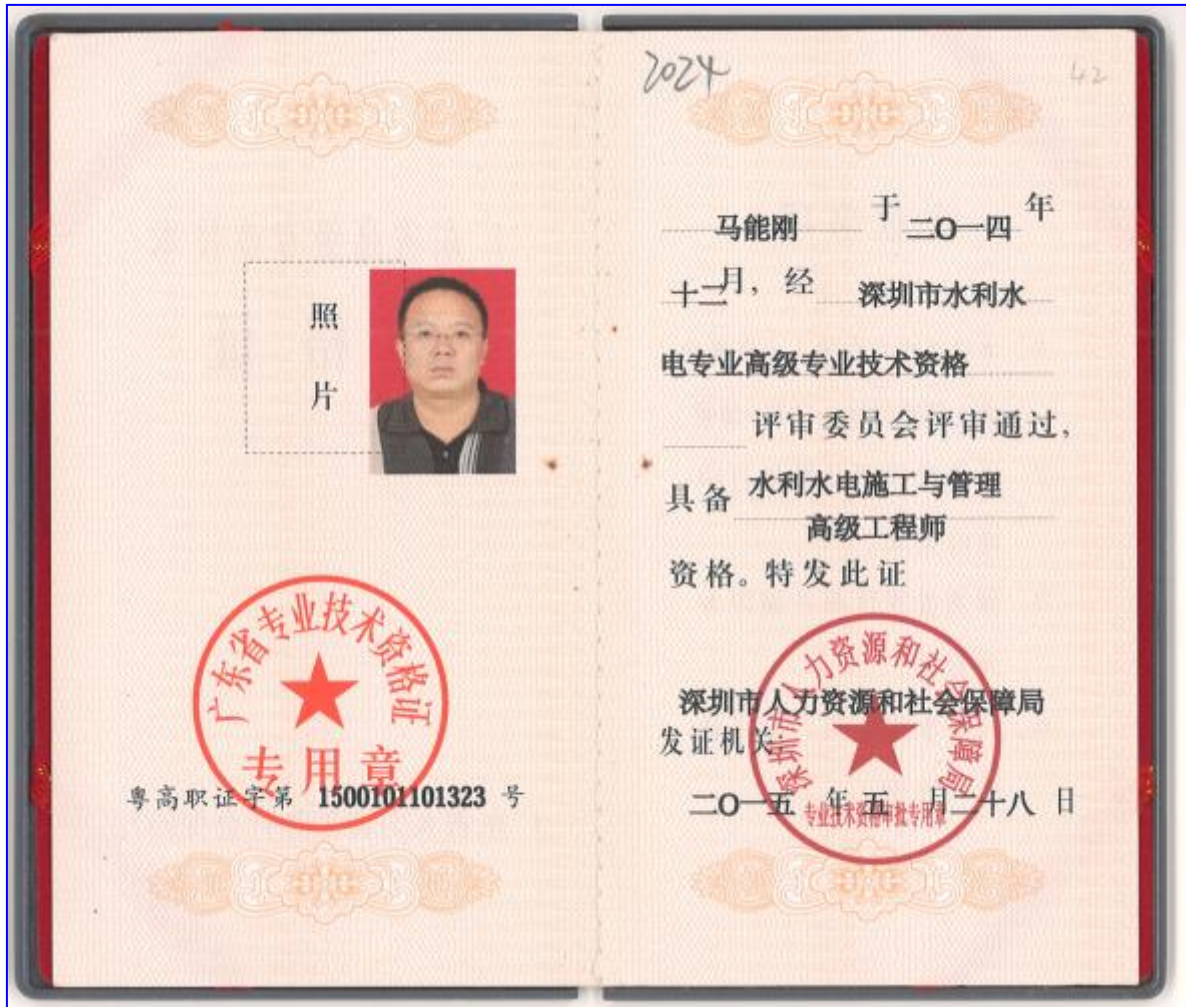 照
片
广东省专业技术资格证
专用章
粤高职证字第 1500101101323 号
2024
42
马能刚 于 二〇一四 年
十二月，经 深圳市水利水
电专业高级专业技术资格
评审委员会评审通过，
具备 水利水电施工与管理
高级工程师
资格。特发此证
深圳市人力资源和社会保障局
深圳市人力资源和社会保障局
发证机关：
二〇一五 年 五 月二十八 日
专业技术资格审批专用章